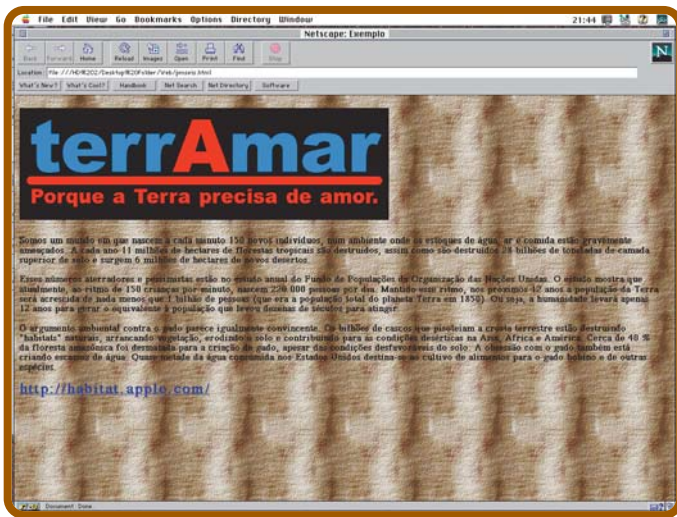 File Edit View Go Bookmarks Options Directory Window 21:44
Netscape: Exemplo
Back Forward Home Reload Images Open Print Find Stop
Location: file:///HD%202/Desktop%20Folder/Web/jmsvis.html
What's New? What's Cool? Handbook Net Search Net Directory Software
terrAmar
Porque a Terra precisa de amor.
Somos um mundo em que nascem a cada minuto 150 novos indivíduos, num ambiente onde os estoques de água, ar e comida estão gravemente
ameaçados. A cada ano 11 milhões de hectares de florestas tropicais são destruídos, assim como são destruídos 28 bilhões de toneladas de camada
superior de solo e surgem 6 milhões de hectares de novos desertos.
Esses números aterradores e pessimistas estão no estudo anual do Fundo de Populações da Organização das Nações Unidas. O estudo mostra que
atualmente, ao ritmo de 150 crianças por minuto, nascem 220 000 pessoas por dia. Mantido esse ritmo, nos próximos 12 anos a população da Terra
será acrescida de nada menos que 1 bilhão de pessoas (que era a população total do planeta Terra em 1850). Ou seja, a humanidade levará apenas
12 anos para gerar o equivalente à população que levou dezenas de séculos para atingir.
O argumento ambiental contra o gado parece igualmente convincente. Os bilhões de cascos que pisoteiam a crosta terrestre estão destruindo
"habitats" naturais, arrancando vegetação, erodindo o solo e contribuindo para as condições desérticas na Ásia, África e América. Cerca de 40 %
da floresta amazônica foi derrubada para a criação de gado, apesar das condições desfavoráveis do solo. A obsessão com o gado também está
criando escassez de água. Quase metade da água consumida nos Estados Unidos destina-se ao cultivo de alimentos para o gado bovino e de outras
espécies.
http://habitat.apple.com/
Document: Done.